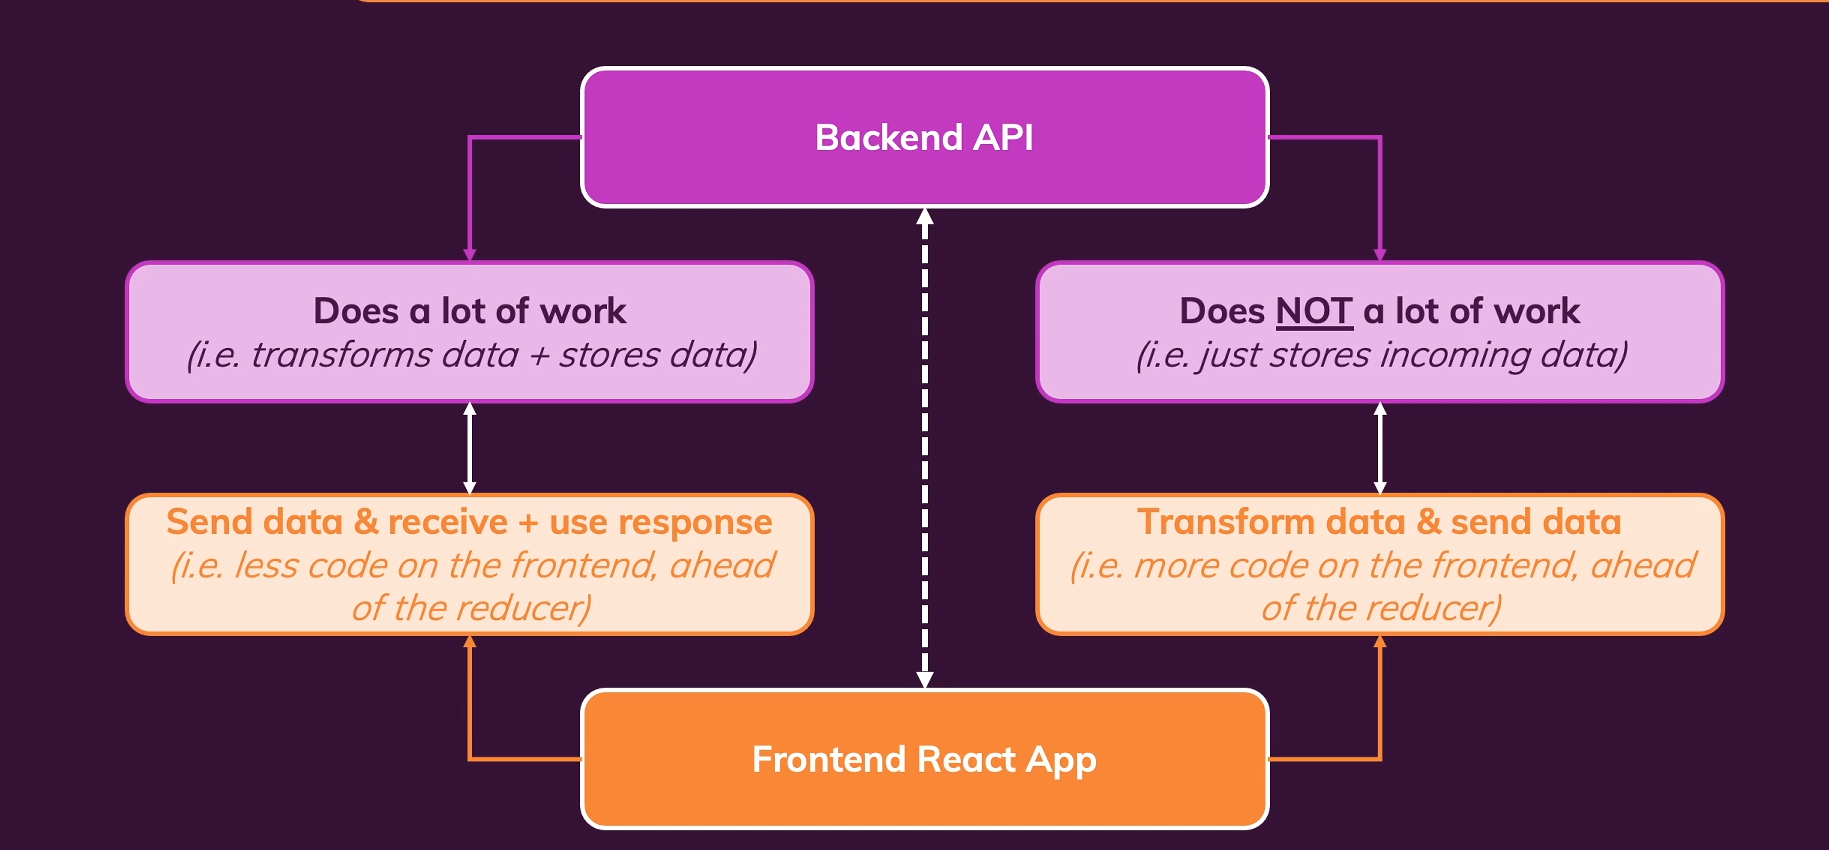 Backend API
Does a lot of work
(i.e. transforms data + stores data)
Does NOT a lot of work
(i.e. just stores incoming data)
Send data & receive + use response
(i.e. less code on the frontend, ahead
of the reducer)
Transform data & send data
(i.e. more code on the frontend, ahead
of the reducer)
Frontend React App